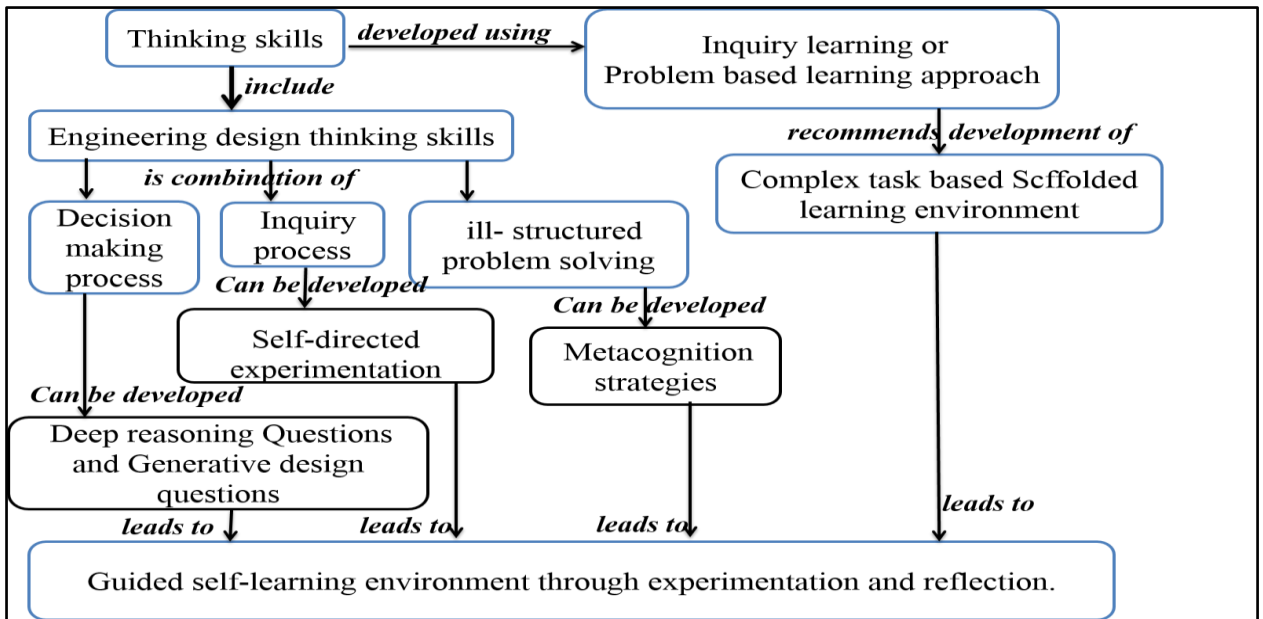 Thinking skills
developed using
Inquiry learning or
Problem based learning approach
include
Engineering design thinking skills
recommends development of
is combination of
Complex task based Scffolded
learning environment
Decision
making
process
Inquiry
process
ill- structured
problem solving
Can be developed
Can be developed
Self-directed
experimentation
Metacognition
strategies
Can be developed
Deep reasoning Questions
and Generative design
questions
leads to
leads to
leads to
leads to
Guided self-learning environment through experimentation and reflection.